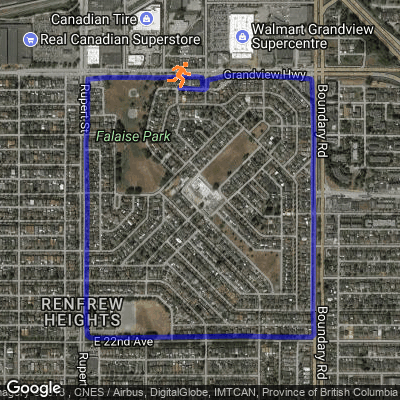 Canadian Tire
Real Canadian Superstore
Walmart Grandview
Supercentre
Grandview Hwy
Rupert St
Boundary Rd
Falaise Park
RENFREW
HEIGHTS
E 22nd Ave
Rupert
Boundary Rd
Google
, CNES / Airbus, DigitalGlobe, IMTCAN, Province of British Columbia